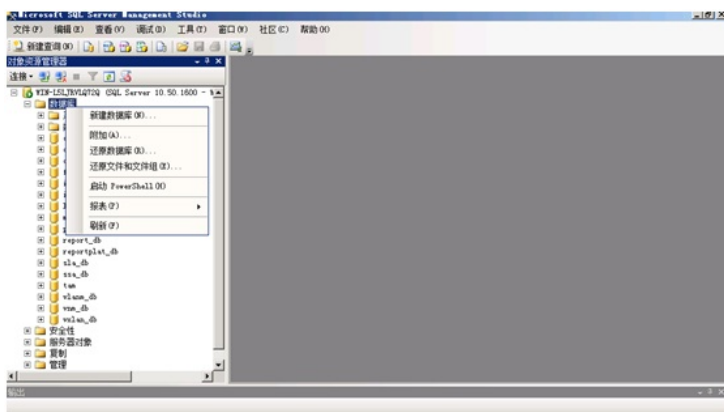 Microsoft SQL Server Management Studio
文件(F) 编辑(E) 查看(V) 调试(D) 工具(T) 窗口(W) 社区(C) 帮助(H)
新建查询(N)
对象资源管理器
连接
(SQL Server 10.50.1600 -
数据库
新建数据库(N)...
附加(A)...
还原数据库(R)...
还原文件和文件组(E)...
启动 PowerShell(H)
报表(P)
刷新(F)
report_db
reportplat_db
sla_db
ssa_db
tam
vlanm_db
vnm_db
vxlan_db
安全性
服务器对象
复制
管理
输出